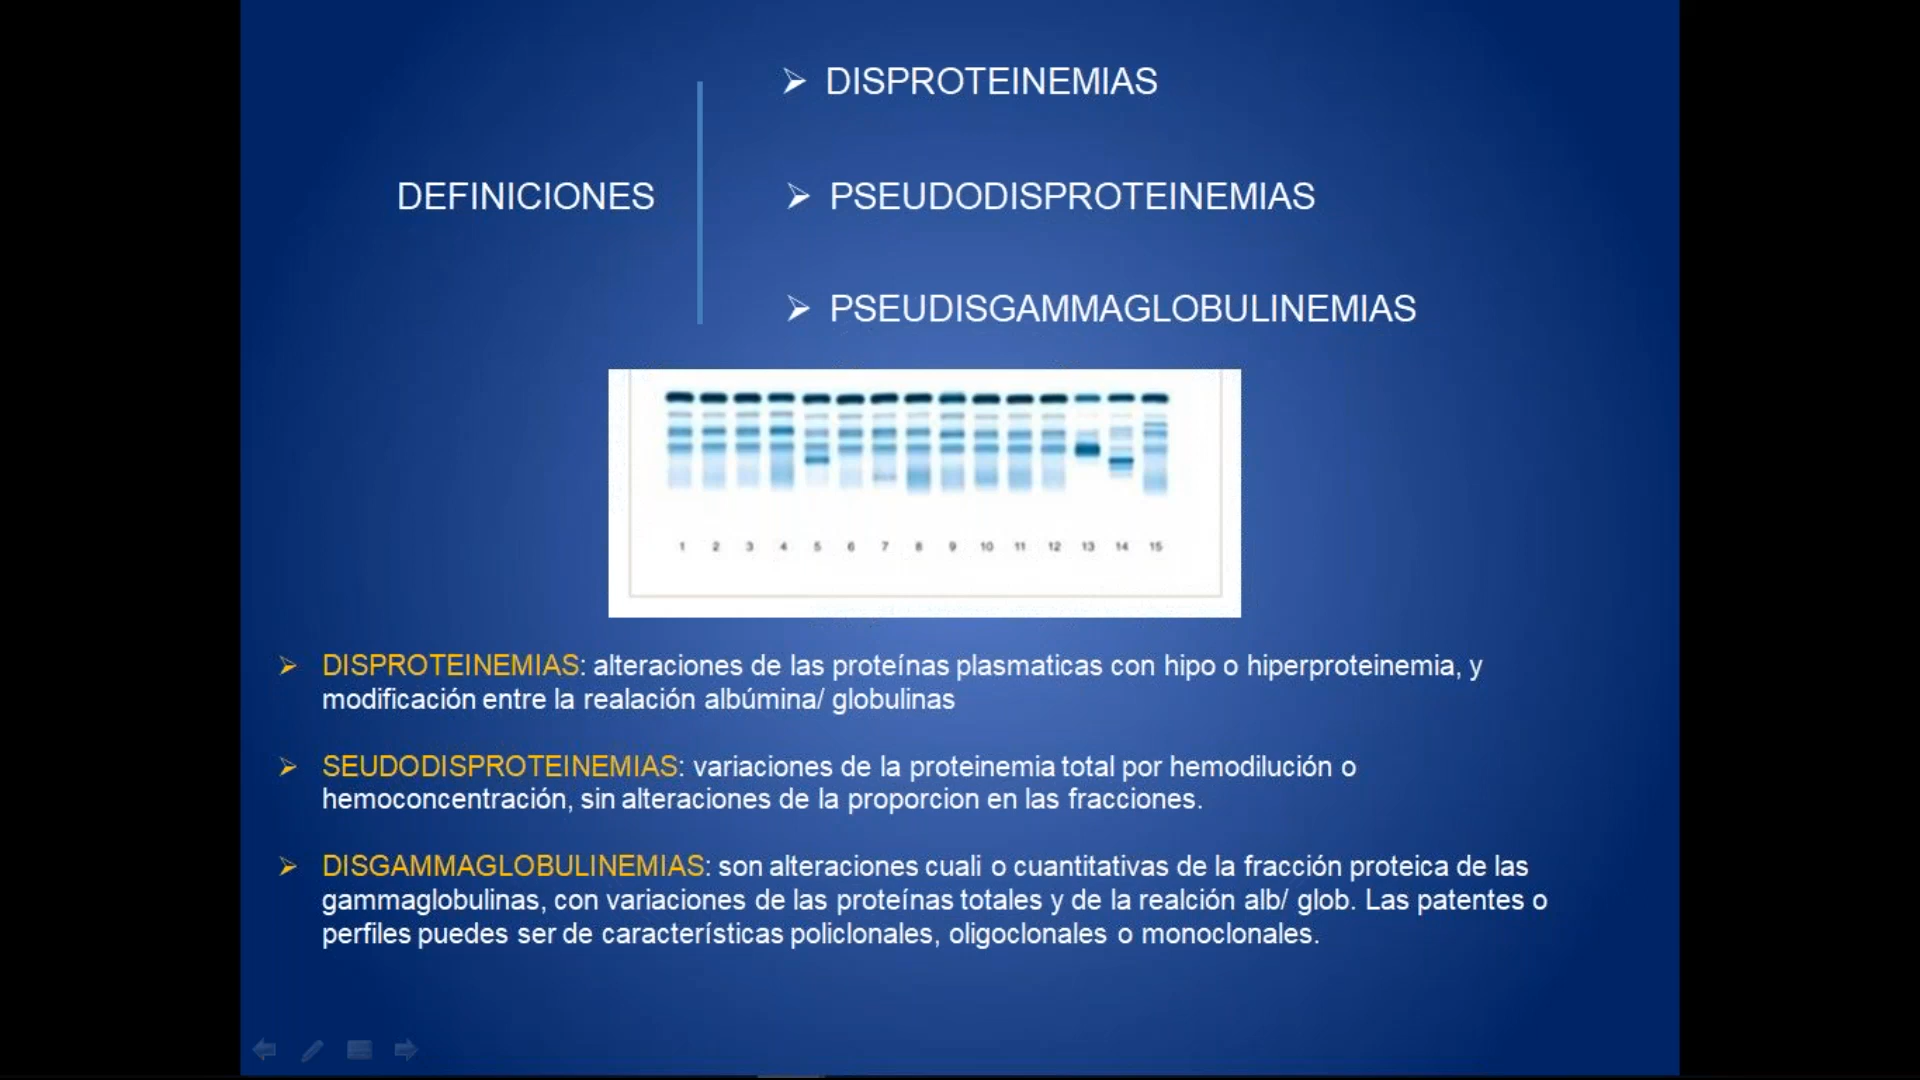 DISPROTEINEMIAS
DEFINICIONES
PSEUDODISPROTEINEMIAS
PSEUDISGAMMAGLOBULINEMIAS
1 2 3 4 5 6 7 8 9 10 11 12 13 14 15
DISPROTEINEMIAS: alteraciones de las proteínas plasmaticas con hipo o hiperproteinemia, y
modificación entre la realación albúmina/ globulinas
SEUDODISPROTEINEMIAS: variaciones de la proteinemia total por hemodilución o
hemoconcentración, sin alteraciones de la proporcion en las fracciones.
DISGAMMAGLOBULINEMIAS: son alteraciones cuali o cuantitativas de la fracción proteica de las
gammaglobulinas, con variaciones de las proteínas totales y de la realción alb/ glob. Las patentes o
perfiles puedes ser de características policlonales, oligoclonales o monoclonales.